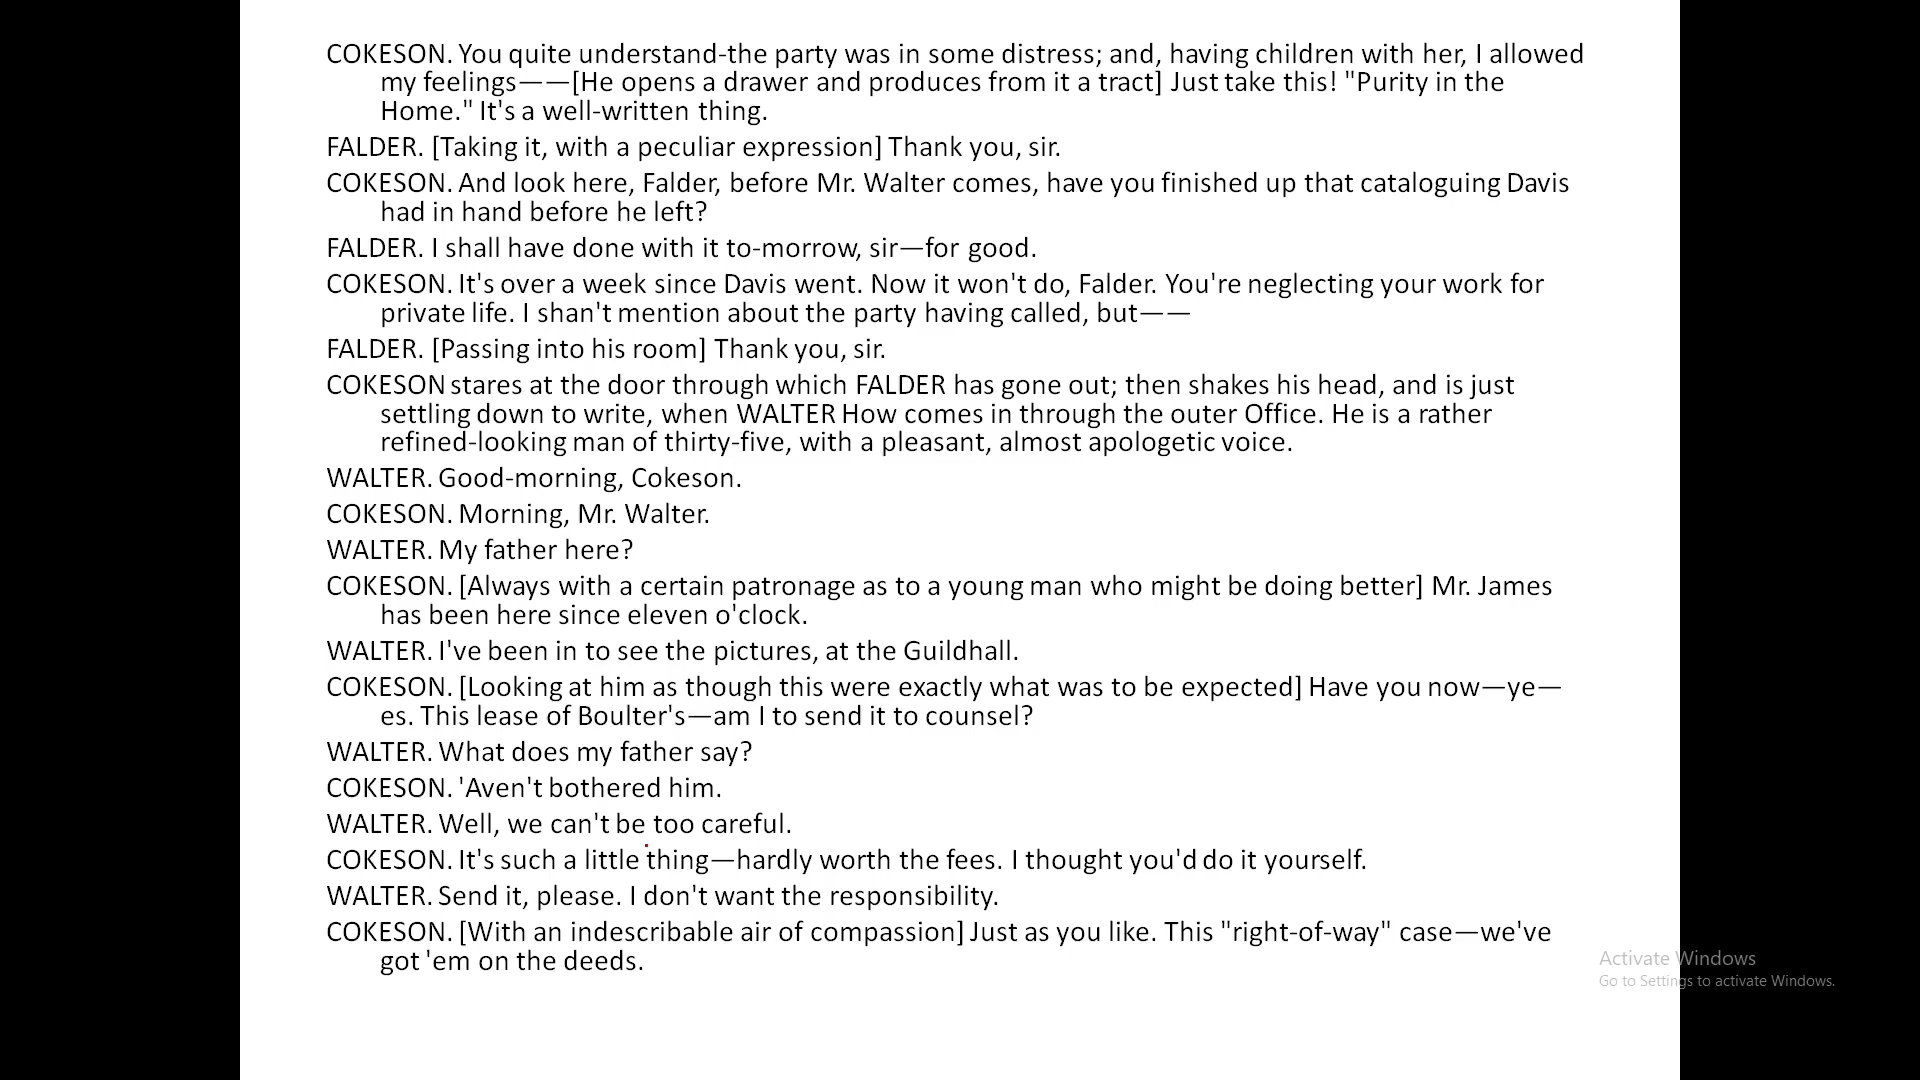 COKESON. You quite understand-the party was in some distress; and, having children with her, I allowed
my feelings——[He opens a drawer and produces from it a tract] Just take this! "Purity in the
Home." It's a well-written thing.
FALDER. [Taking it, with a peculiar expression] Thank you, sir.
COKESON. And look here, Falder, before Mr. Walter comes, have you finished up that cataloguing Davis
had in hand before he left?
FALDER. I shall have done with it to-morrow, sir—for good.
COKESON. It's over a week since Davis went. Now it won't do, Falder. You're neglecting your work for
private life. I shan't mention about the party having called, but——
FALDER. [Passing into his room] Thank you, sir.
COKESON stares at the door through which FALDER has gone out; then shakes his head, and is just
settling down to write, when WALTER How comes in through the outer Office. He is a rather
refined-looking man of thirty-five, with a pleasant, almost apologetic voice.
WALTER. Good-morning, Cokeson.
COKESON. Morning, Mr. Walter.
WALTER. My father here?
COKESON. [Always with a certain patronage as to a young man who might be doing better] Mr. James
has been here since eleven o'clock.
WALTER. I've been in to see the pictures, at the Guildhall.
COKESON. [Looking at him as though this were exactly what was to be expected] Have you now—ye—
es. This lease of Boulter's—am I to send it to counsel?
WALTER. What does my father say?
COKESON. 'Aven't bothered him.
WALTER. Well, we can't be too careful.
COKESON. It's such a little thing—hardly worth the fees. I thought you'd do it yourself.
WALTER. Send it, please. I don't want the responsibility.
COKESON. [With an indescribable air of compassion] Just as you like. This "right-of-way" case—we've
got 'em on the deeds.
Activate Windows
Go to Settings to activate Windows.